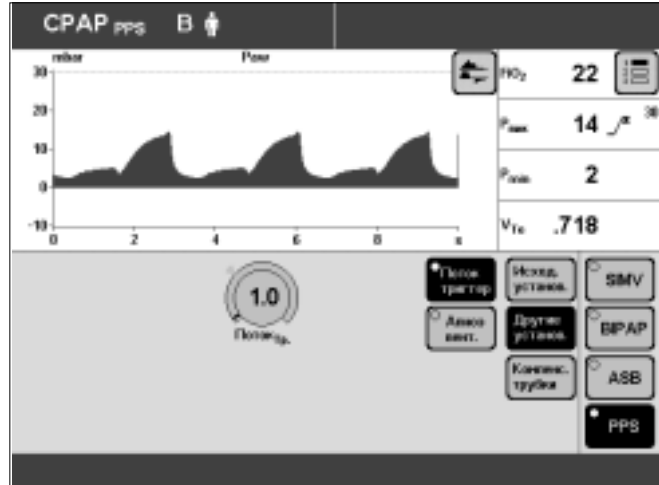 CPAP PPS B
mbar Paw
30
20
10
0
-10
0 2 4 6 8 s
FIO2 22
Pmax 14 30
Pmin 2
VTe .718
1.0
Поток тр.
Поток
триггер
Исход.
установ.
SIMV
Апноэ
вент.
Другие
установ.
BIPAP
Компенс.
трубки
ASB
PPS